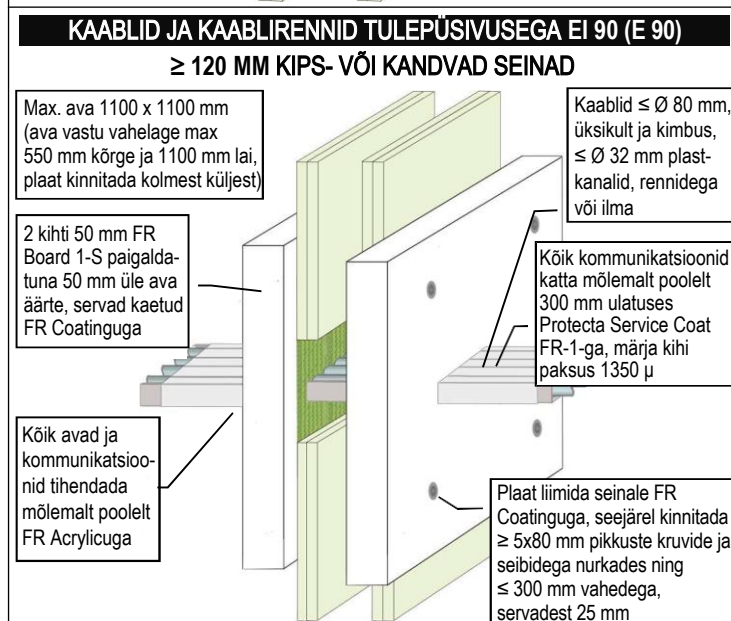 KAABLID JA KAABLIRENNID TULEPÜSIVUSEGA EI 90 (E 90)
≥ 120 MM KIPS- VÕI KANDVAD SEINAD
Max. ava 1100 x 1100 mm
(ava vastu vahelage max
550 mm kõrge ja 1100 mm lai,
plaat kinnitada kolmest küljest)
2 kihti 50 mm FR
Board 1-S paigalda-
tuna 50 mm üle ava
äärte, servad kaetud
FR Coatinguga
Kõik avad ja
kommunikatsioo-
nid tihendada
mõlemalt poolelt
FR Acrylicuga
Kaablid ≤ Ø 80 mm,
üksikult ja kimbus,
≤ Ø 32 mm plast-
kanalid, rennidega
või ilma
Kõik kommunikatsioonid
katta mõlemalt poolelt
300 mm ulatuses
Protecta Service Coat
FR-1-ga, märja kihi
paksus 1350 µ
Plaat liimida seinale FR
Coatinguga, seejärel kinnitada
≥ 5x80 mm pikkuste kruvide ja
seibidega nurkades ning
≤ 300 mm vahedega,
servadest 25 mm